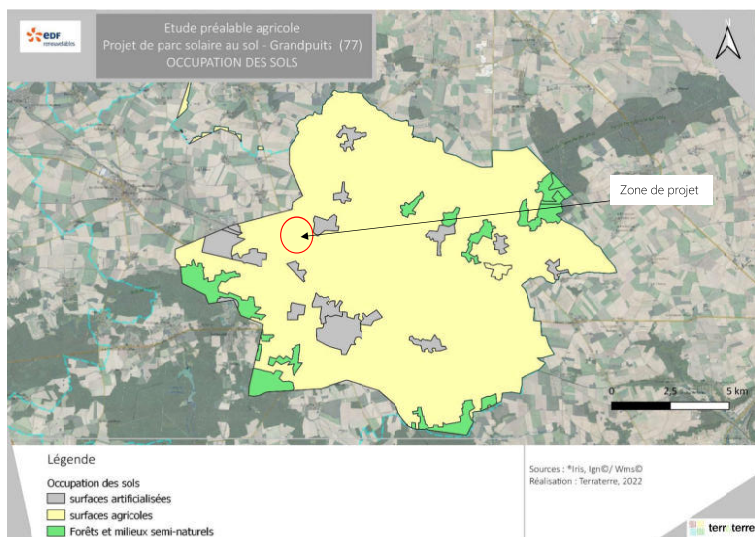 eDF
renouvelables
Etude préalable agricole
Projet de parc solaire au sol - Grandpuits (77)
OCCUPATION DES SOLS
N
Zone de projet
0 2,5 5 km
Légende
Occupation des sols
surfaces artificialisées
surfaces agricoles
Forêts et milieux semi-naturels
Sources : *Iris, Ign©/ Wms©
Réalisation : Terraterre, 2022
terr terre